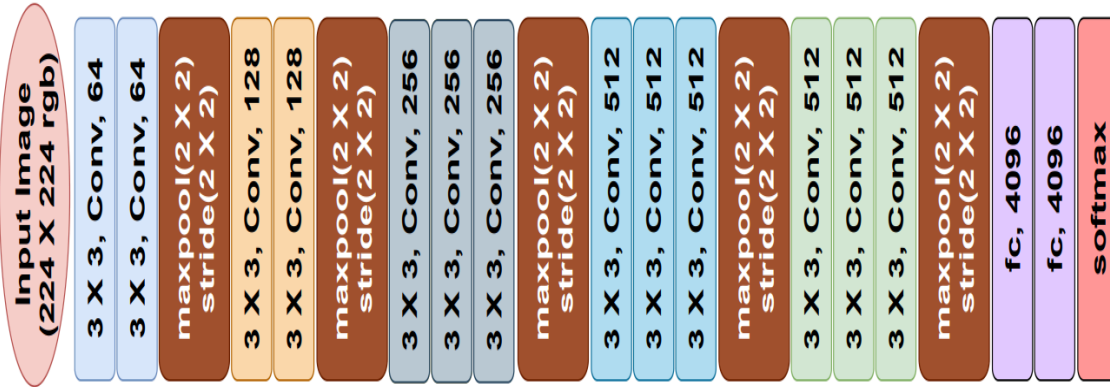 Input Image
(224 X 224 rgb)
3 X 3, Conv, 64
3 X 3, Conv, 64
maxpool(2 X 2)
stride(2 X 2)
3 X 3, Conv, 128
3 X 3, Conv, 128
maxpool(2 X 2)
stride(2 X 2)
3 X 3, Conv, 256
3 X 3, Conv, 256
3 X 3, Conv, 256
maxpool(2 X 2)
stride(2 X 2)
3 X 3, Conv, 512
3 X 3, Conv, 512
3 X 3, Conv, 512
maxpool(2 X 2)
stride(2 X 2)
3 X 3, Conv, 512
3 X 3, Conv, 512
3 X 3, Conv, 512
maxpool(2 X 2)
stride(2 X 2)
fc, 4096
fc, 4096
softmax